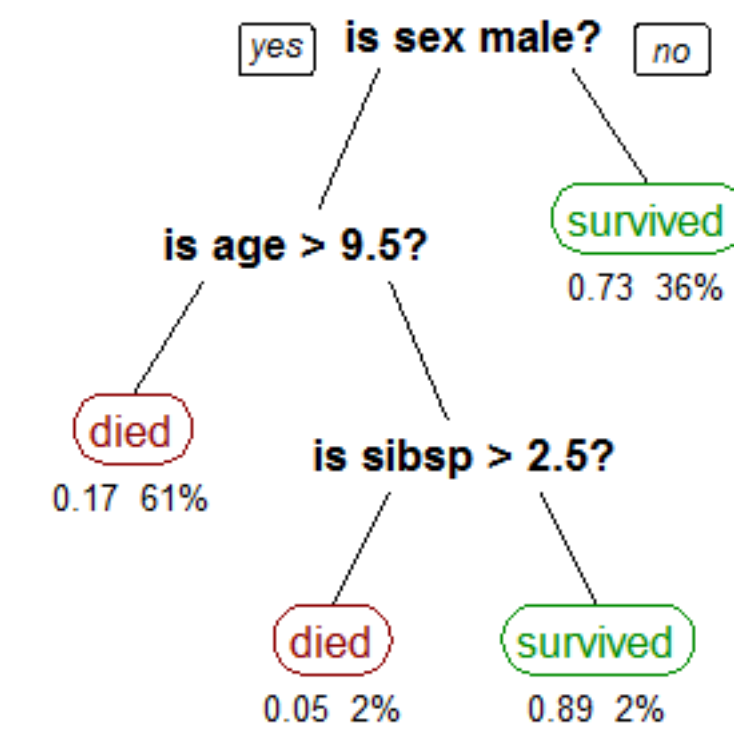 yes is sex male? no
survived
0.73 36%
is age > 9.5?
died
0.17 61%
is sibsp > 2.5?
died survived
0.05 2% 0.89 2%